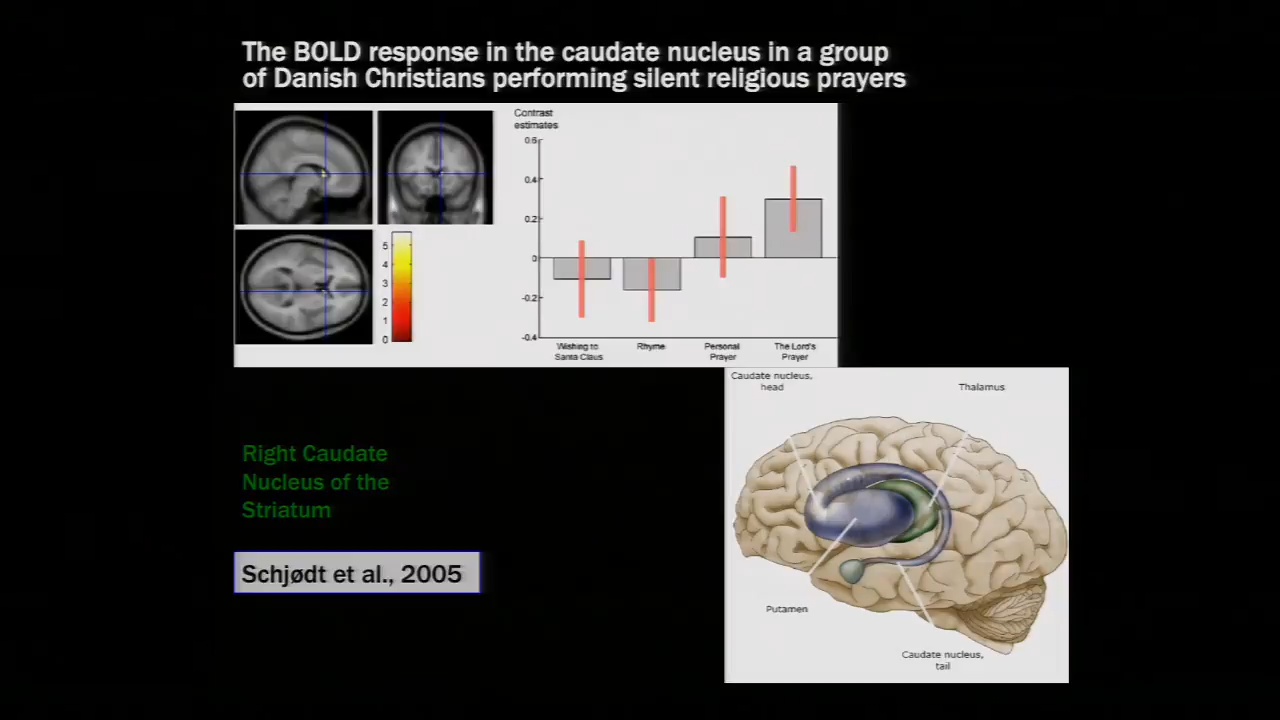 The BOLD response in the caudate nucleus in a group
of Danish Christians performing silent religious prayers
Contrast
estimates
0.6
0.4
0.2
0
-0.2
-0.4
Wishing to
Santa Claus
Rhyme
Personal
Prayer
The Lord's
Prayer
5
4
3
2
1
0
Caudate nucleus,
head
Thalamus
Putamen
Caudate nucleus,
tail
Right Caudate
Nucleus of the
Striatum
Schjødt et al., 2005